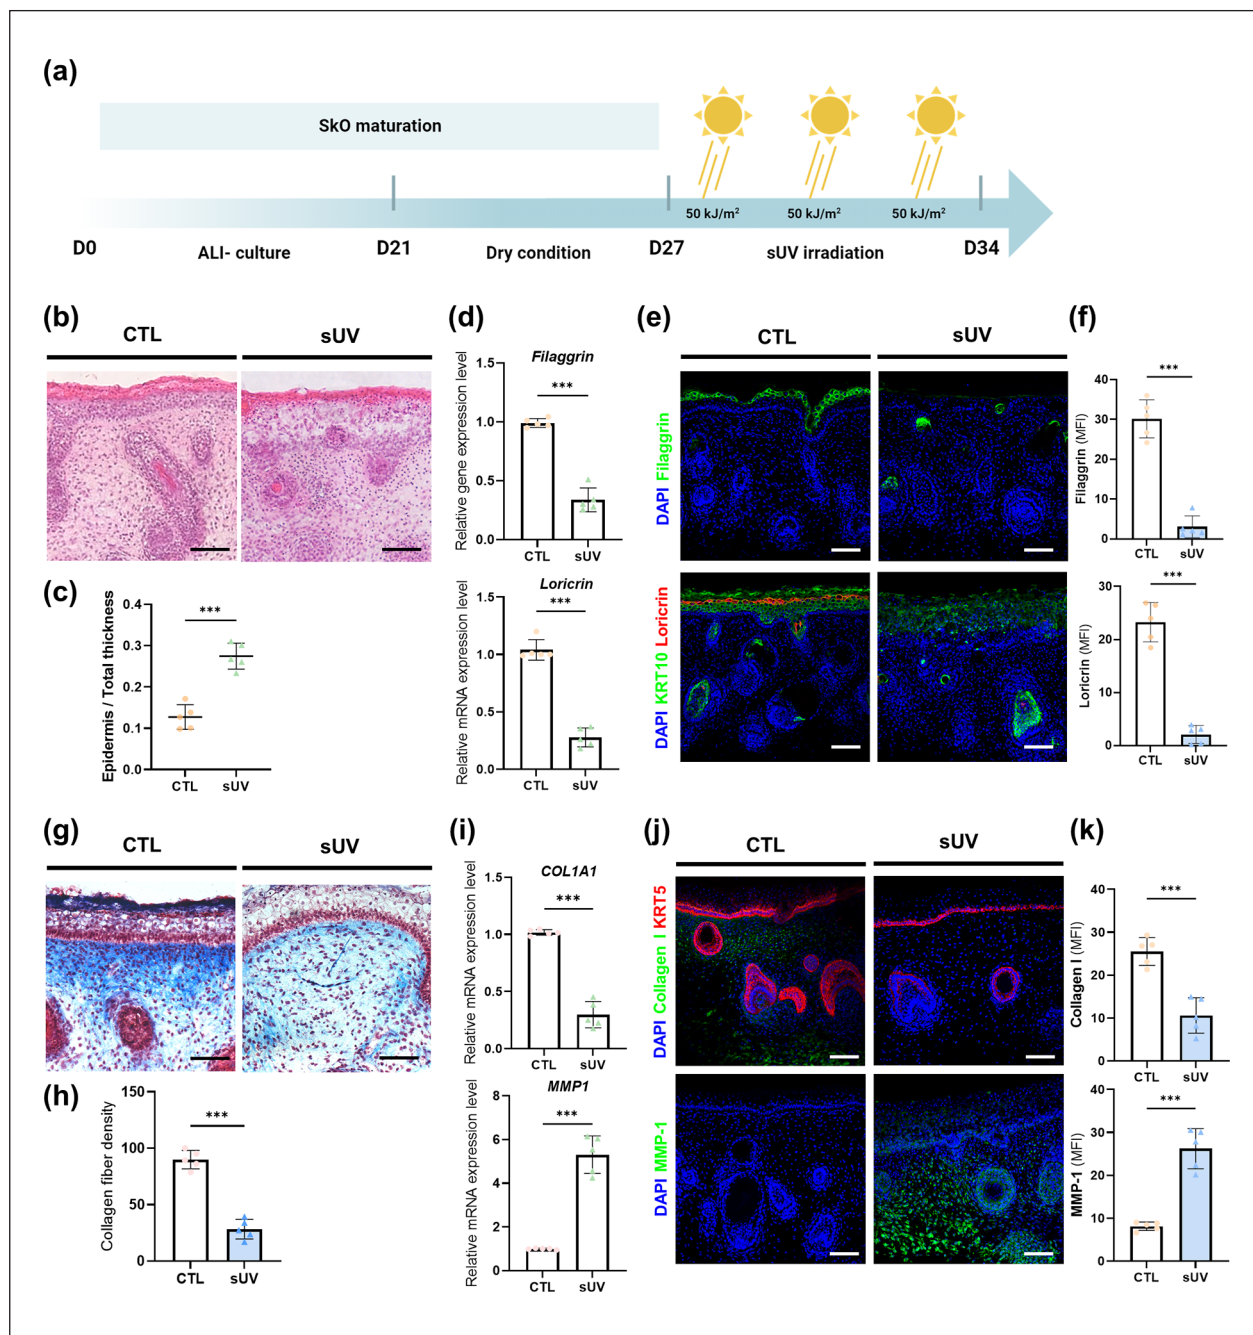 (a)
SkO maturation
50 kJ/m²
50 kJ/m²
50 kJ/m²
D0
ALI- culture
D21
Dry condition
D27
sUV irradiation
D34
(b)
CTL
sUV
(c)
Epidermis / Total thickness
0.4
0.3
0.2
0.1
0.0
***
CTL
sUV
(d)
Filaggrin
Relative gene expression level
1.5
1.0
0.5
0.0
***
CTL
sUV
Loricrin
Relative mRNA expression level
1.5
1.0
0.5
0.0
***
CTL
sUV
(e)
CTL
sUV
DAPI Filaggrin
DAPI KRT10 Loricrin
(f)
Filaggrin (MFI)
40
30
20
10
0
***
CTL
sUV
Loricrin (MFI)
30
20
10
0
***
CTL
sUV
(g)
CTL
sUV
(h)
Collagen fiber density
150
100
50
0
***
CTL
sUV
(i)
COL1A1
Relative mRNA expression level
1.5
1.0
0.5
0.0
***
CTL
sUV
MMP1
Relative mRNA expression level
8
6
4
2
0
***
CTL
sUV
(j)
CTL
sUV
DAPI Collagen I KRT5
DAPI MMP-1
(k)
Collagen I (MFI)
40
30
20
10
0
***
CTL
sUV
MMP-1 (MFI)
40
30
20
10
0
***
CTL
sUV